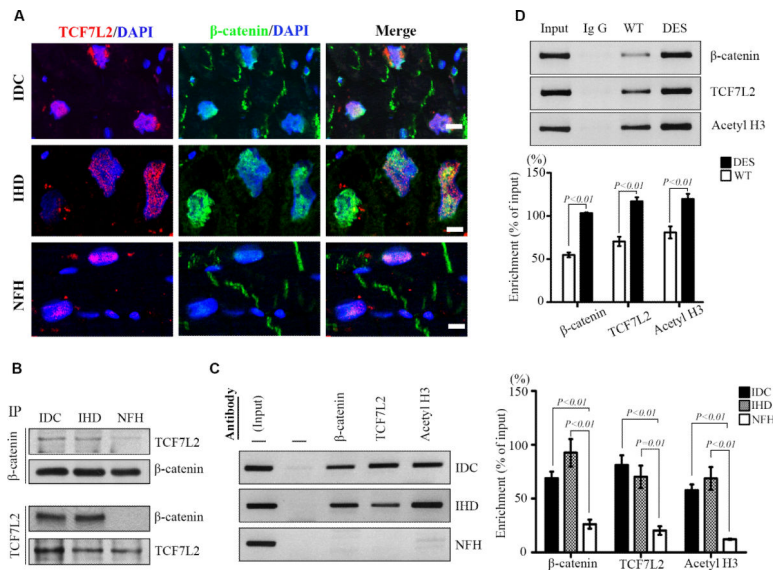 A
TCF7L2/DAPI
β-catenin/DAPI
Merge
IDC
IHD
NFH
D
Input Ig G WT DES
β-catenin
TCF7L2
Acetyl H3
(%)
DES
WT
Enrichment (% of input)
150
100
50
0
P<0.01
P<0.01
P<0.01
β-catenin
TCF7L2
Acetyl H3
B
IP
IDC IHD NFH
β-catenin
TCF7L2
β-catenin
TCF7L2
β-catenin
TCF7L2
C
Antibody
— (Input)
—
β-catenin
TCF7L2
Acetyl H3
IDC
IHD
NFH
(%)
IDC
IHD
NFH
Enrichment (% of input)
150
100
50
0
P<0.01
P<0.01
P<0.01
P=0.01
P<0.01
P<0.01
β-catenin
TCF7L2
Acetyl H3